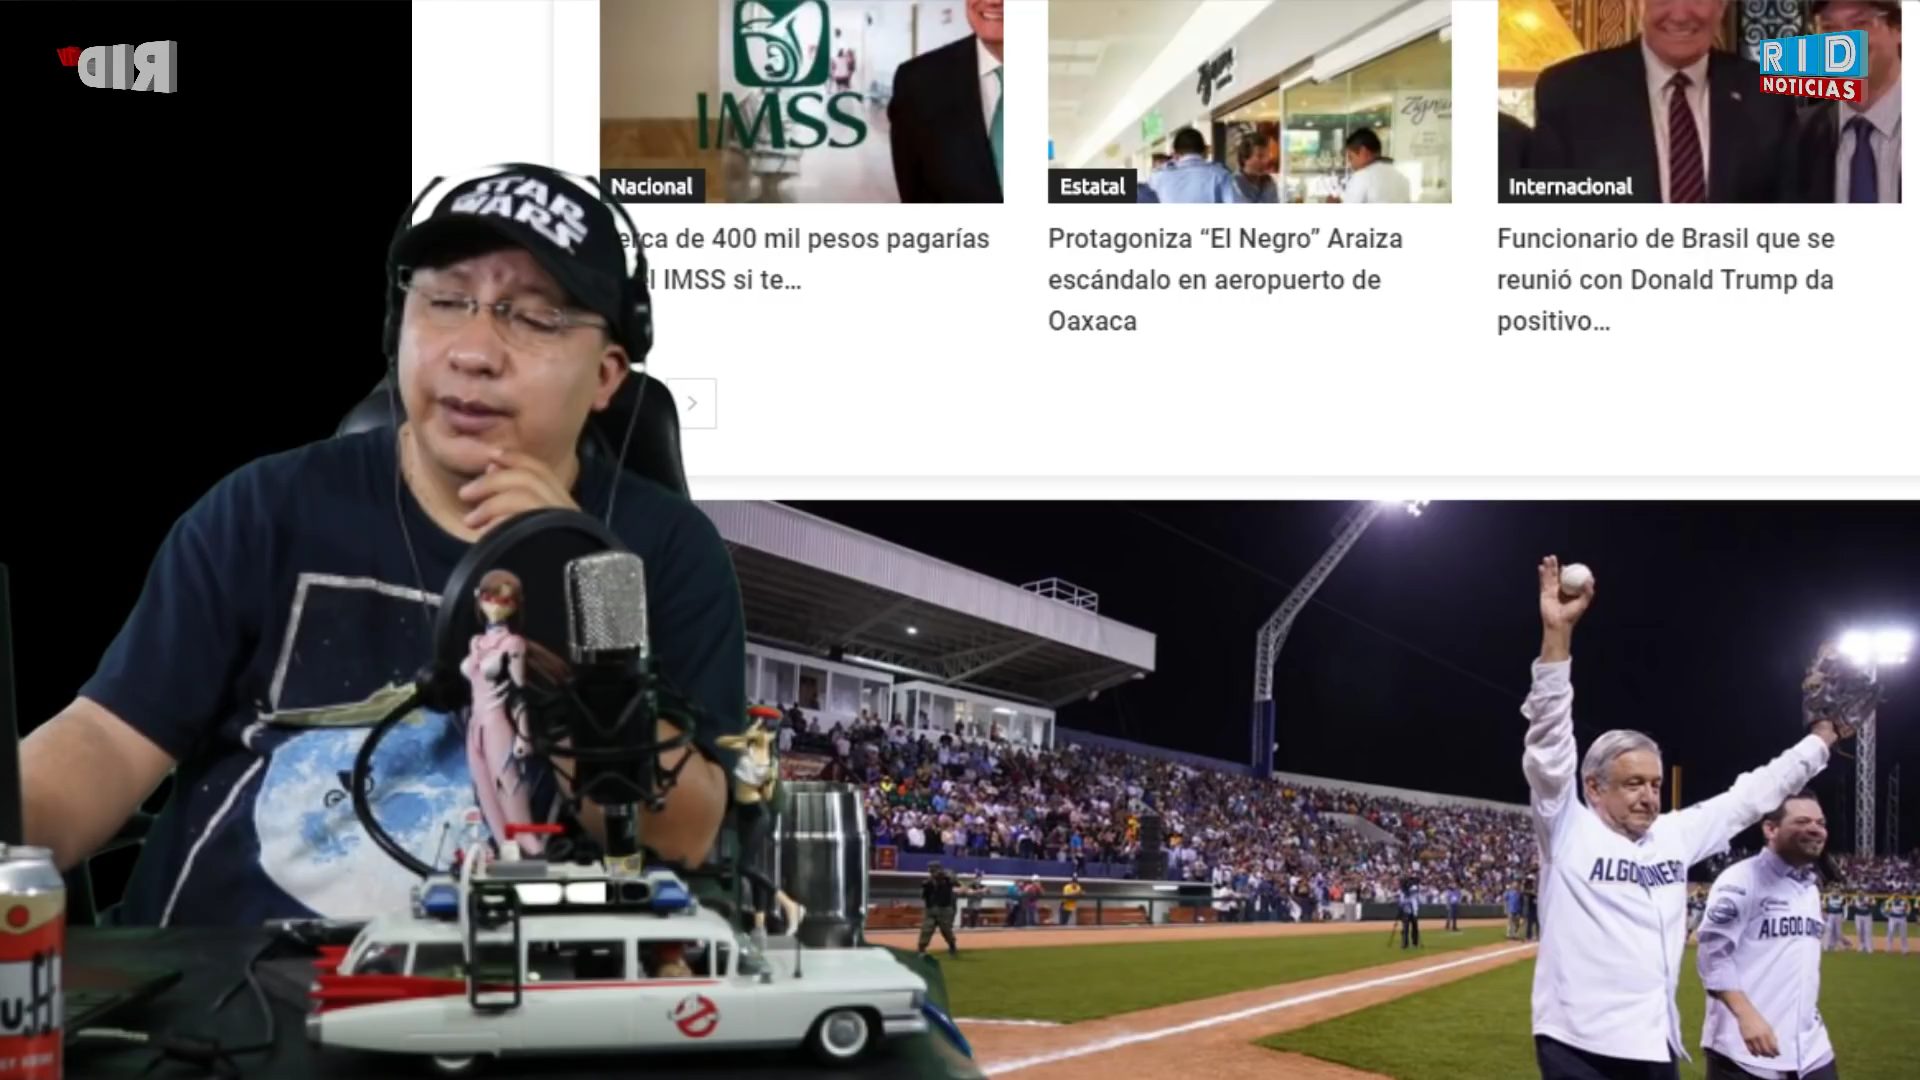 RID
RID
NOTICIAS
IMSS
Nacional
Estatal
Internacional
erca de 400 mil pesos pagarías
el IMSS si te…
Protagoniza “El Negro” Araiza
escándalo en aeropuerto de
Oaxaca
Funcionario de Brasil que se
reunió con Donald Trump da
positivo…
STAR
WARS
ALGODONERO